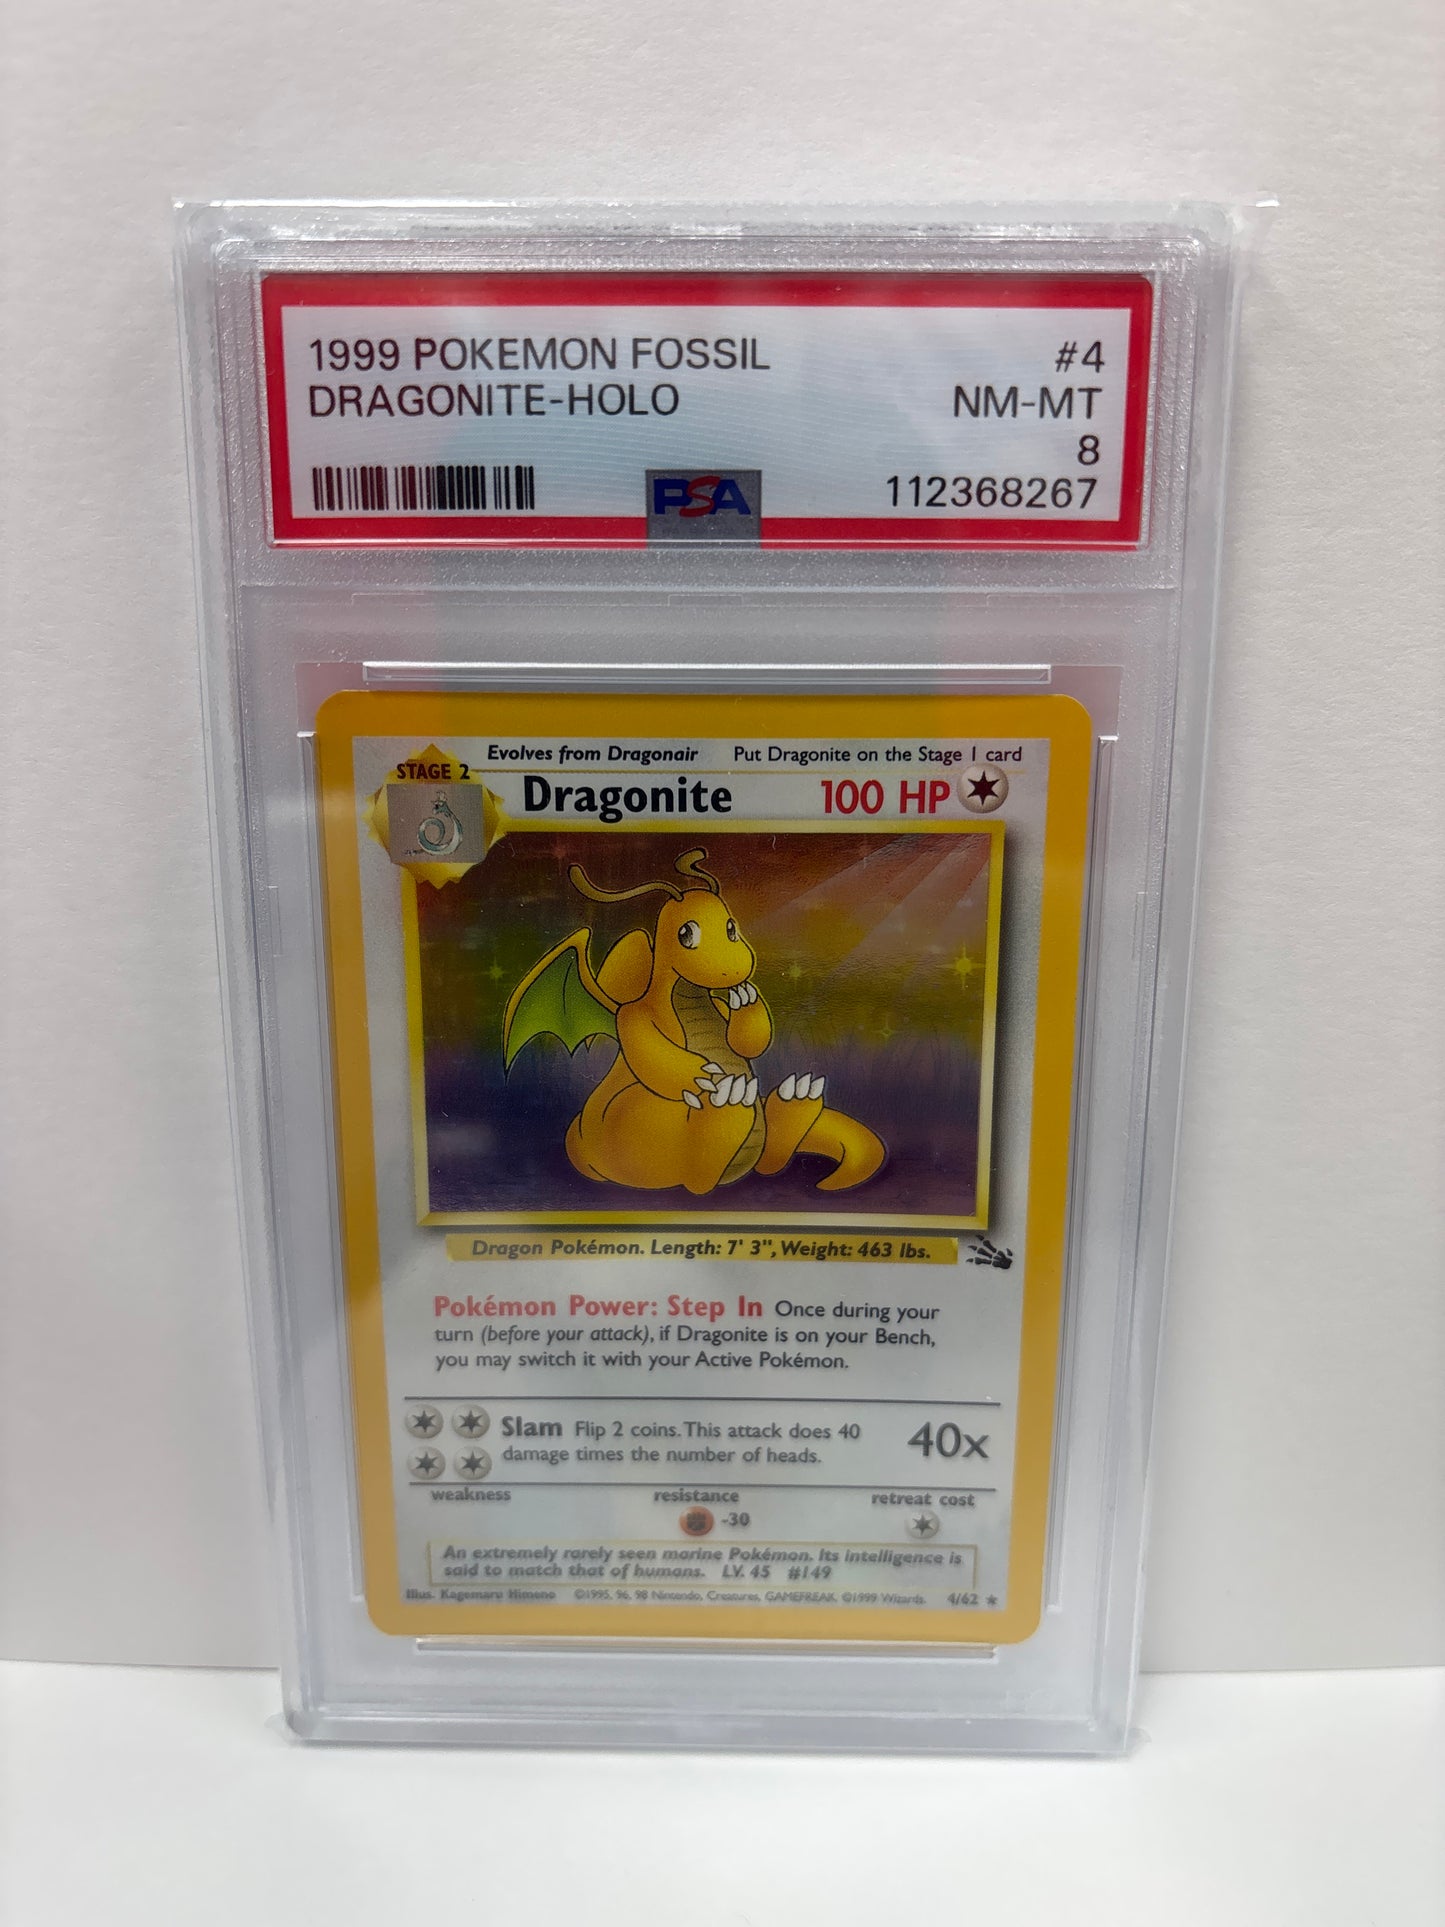 1999 POKEMON FOSSIL #4
DRAGONITE-HOLO NM-MT
8
PSA 112368267
Evolves from Dragonair Put Dragonite on the Stage 1 card
STAGE 2
Dragonite 100 HP
Dragon Pokémon. Length: 7' 3", Weight: 463 lbs.
Pokémon Power: Step In Once during your
turn (before your attack), if Dragonite is on your Bench,
you may switch it with your Active Pokémon.
Slam Flip 2 coins. This attack does 40 40x
damage times the number of heads.
weakness resistance retreat cost
-30
An extremely rarely seen marine Pokémon. Its intelligence is
said to match that of humans. LV. 45 #149
Illus. Kagemaru Himeno ©1995, 96, 98 Nintendo, Creatures, GAMEFREAK. ©1999 Wizards. 4/62 ★